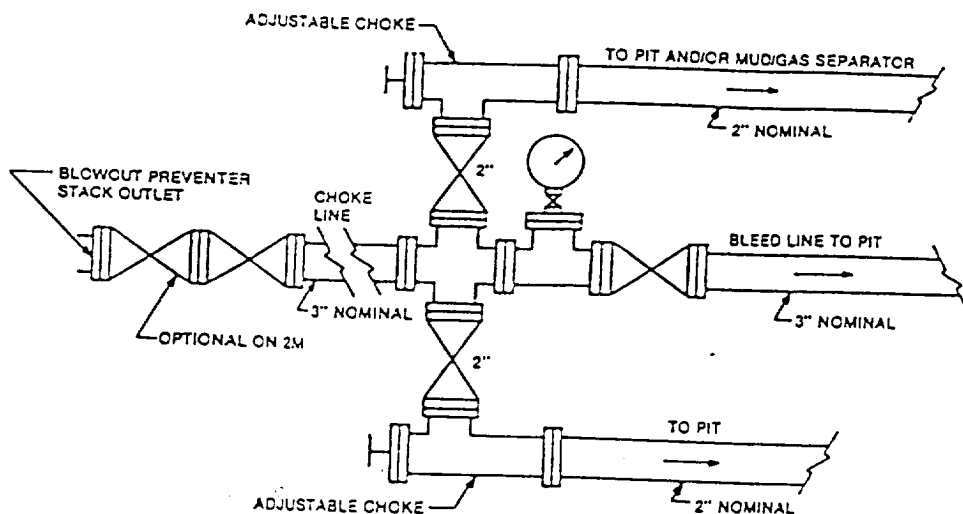 ADJUSTABLE CHOKE
TO PIT AND/OR MUD/GAS SEPARATOR
2" NOMINAL
2"
BLOWOUT PREVENTER
STACK OUTLET
CHOKE
LINE
BLEED LINE TO PIT
3" NOMINAL
3" NOMINAL
OPTIONAL ON 2M
2"
TO PIT
ADJUSTABLE CHOKE
2" NOMINAL